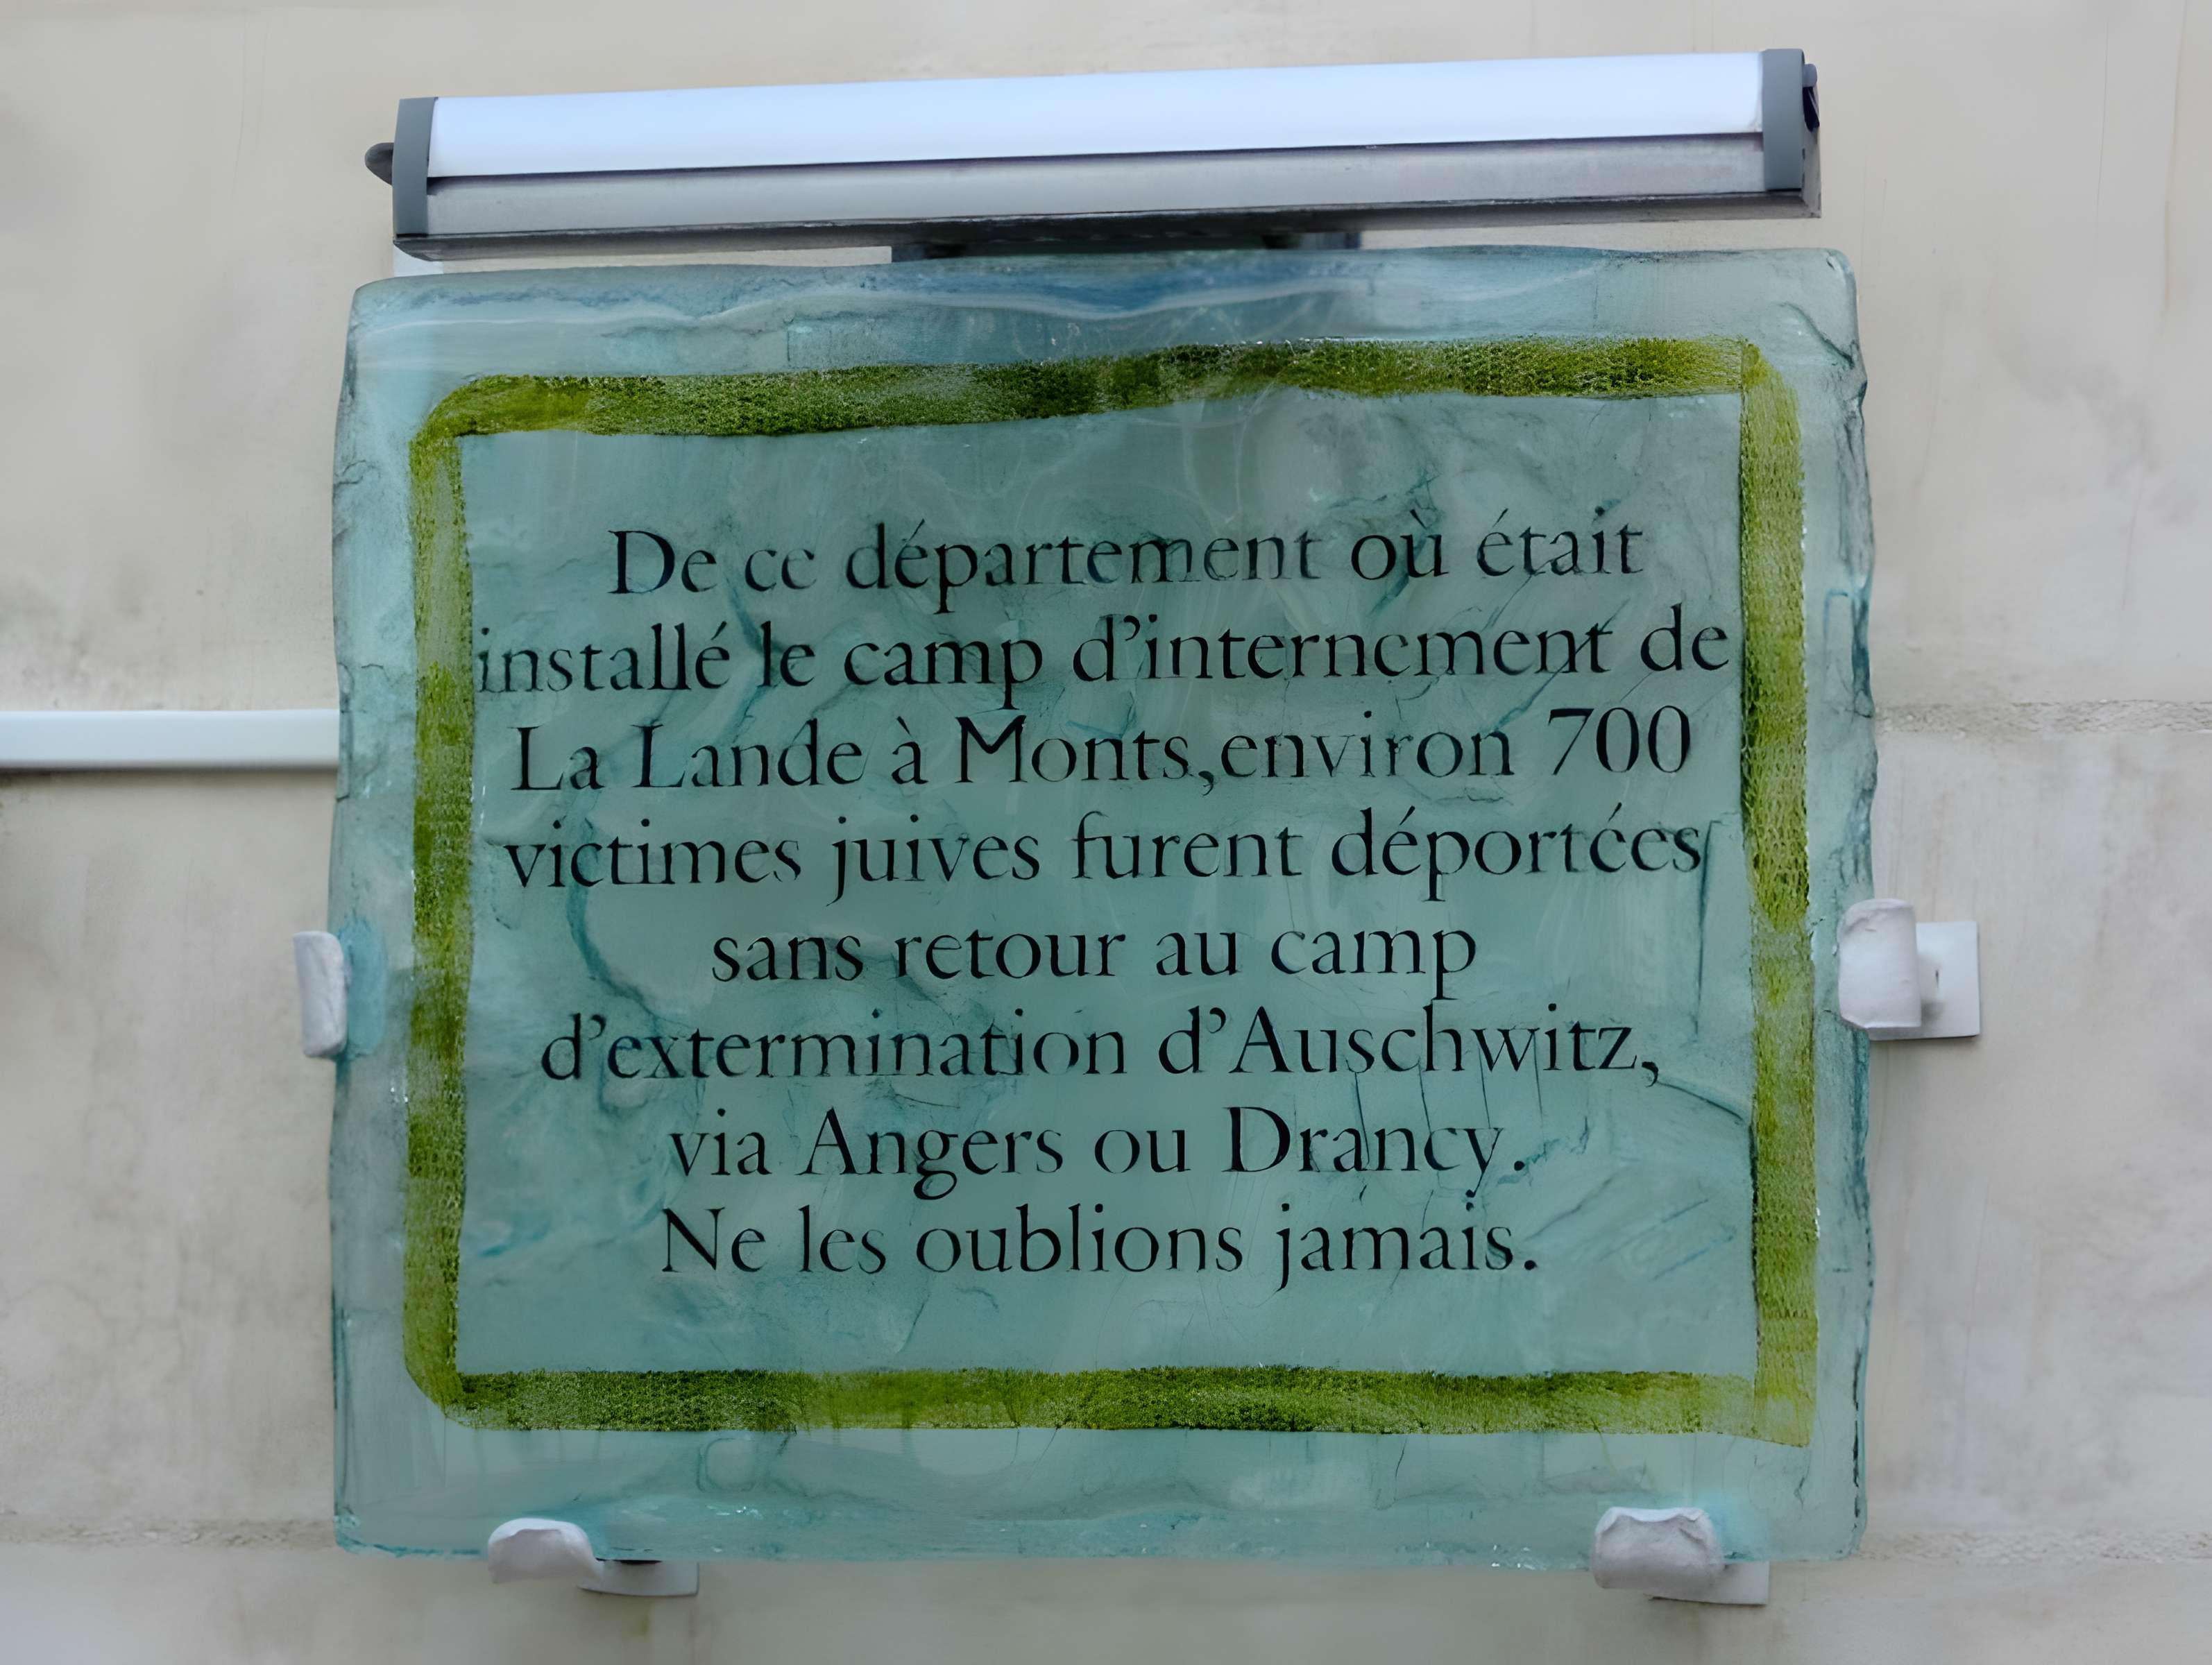 De ce département où était
installé le camp d'internement de
La Lande à Monts,environ 700
victimes juives furent déportées
sans retour au camp
d'extermination d'Auschwitz,
via Angers ou Drancy.
Ne les oublions jamais.